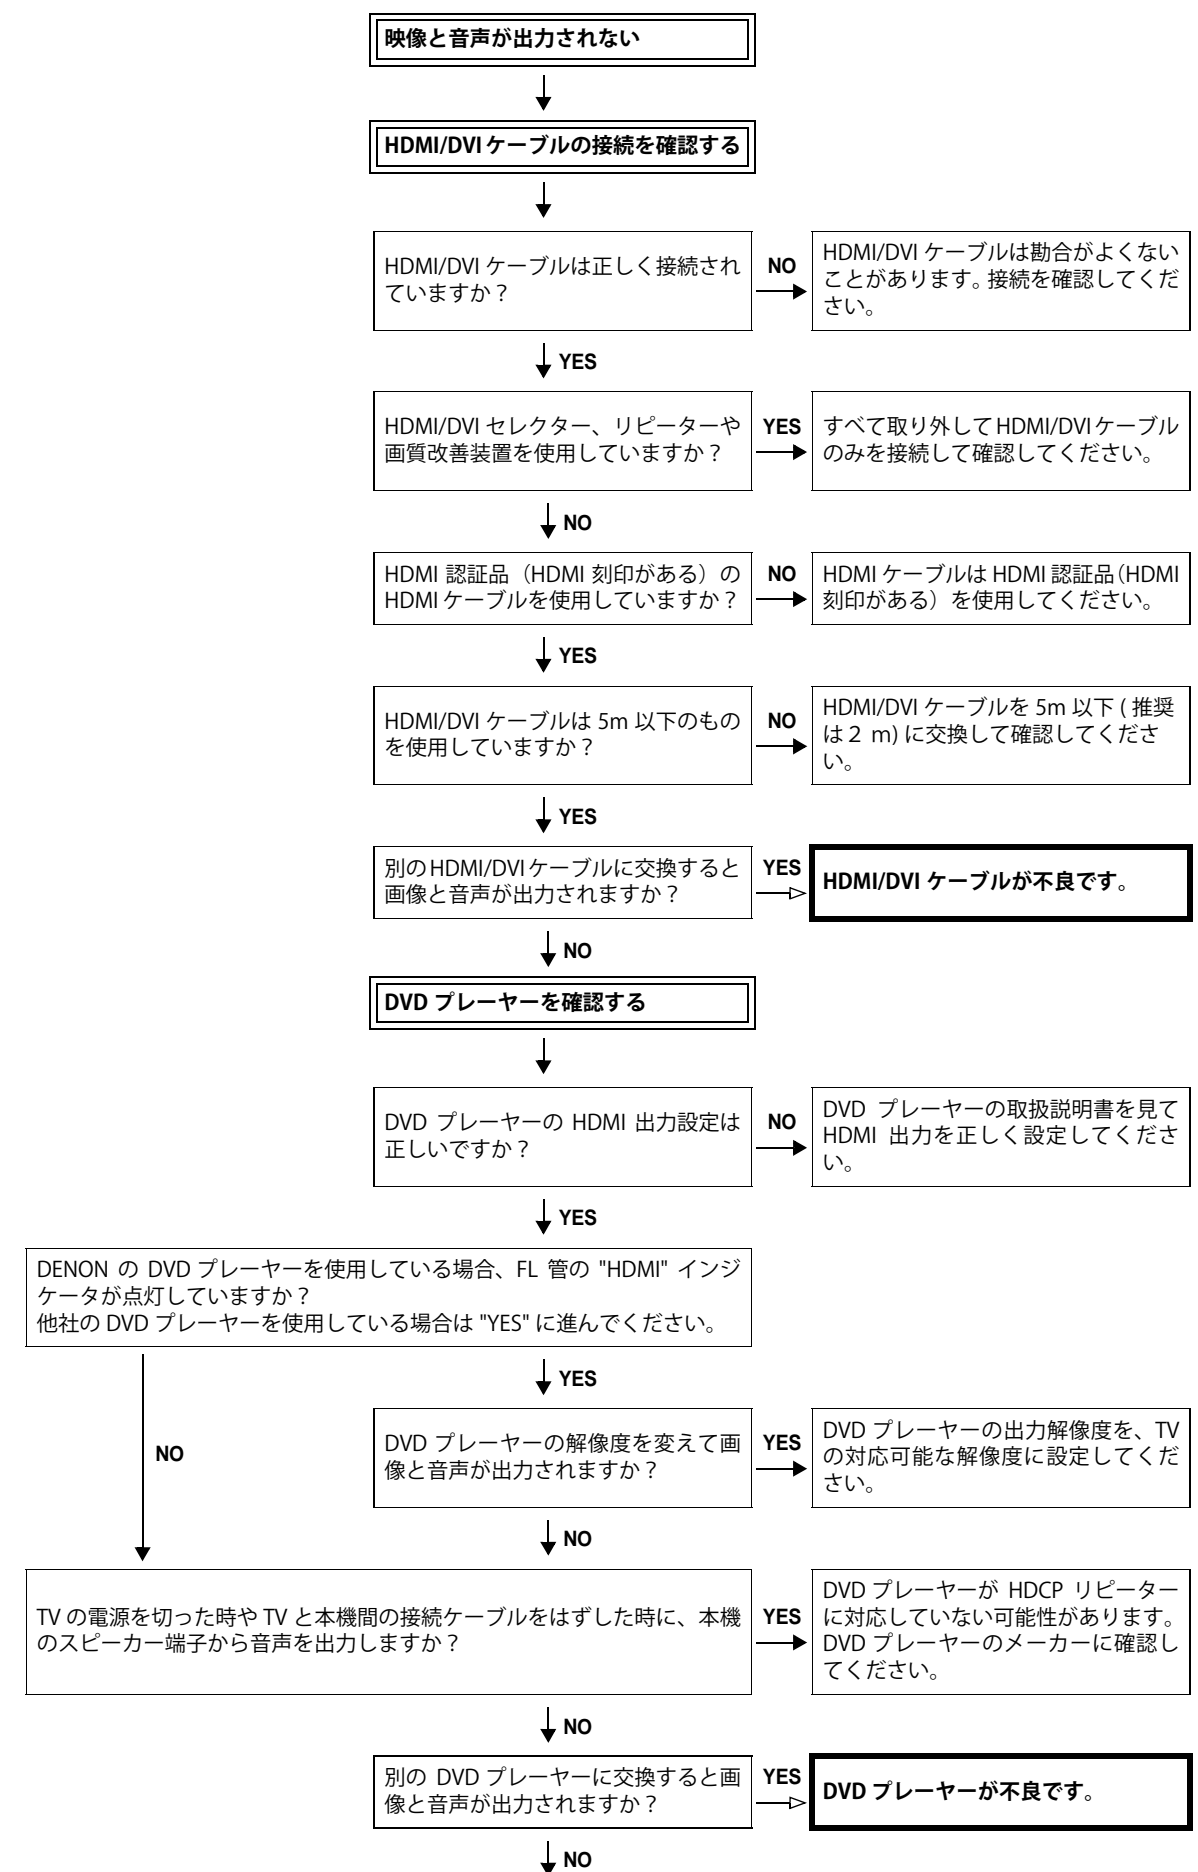 映像と音声が出力されない
HDMI/DVI ケーブルの接続を確認する
HDMI/DVI ケーブルは正しく接続され
ていますか？
NO
HDMI/DVI ケーブルは勘合がよくない
ことがあります。接続を確認してくだ
さい。
YES
HDMI/DVI セレクター、リピーターや
画質改善装置を使用していますか？
YES
すべて取り外して HDMI/DVI ケーブル
のみを接続して確認してください。
NO
HDMI 認証品（HDMI 刻印がある）の
HDMI ケーブルを使用していますか？
NO
HDMI ケーブルは HDMI 認証品（HDMI
刻印がある）を使用してください。
YES
HDMI/DVI ケーブルは 5m 以下のもの
を使用していますか？
NO
HDMI/DVI ケーブルを 5m 以下 ( 推奨
は２ m) に交換して確認してくださ
い。
YES
別の HDMI/DVI ケーブルに交換すると
画像と音声が出力されますか？
YES
HDMI/DVI ケーブルが不良です。
NO
DVD プレーヤーを確認する
DVD プレーヤーの HDMI 出力設定は
正しいですか？
NO
DVD プレーヤーの取扱説明書を見て
HDMI 出力を正しく設定してくださ
い。
YES
DENON の DVD プレーヤーを使用している場合、FL 管の "HDMI" インジ
ケータが点灯していますか？
他社の DVD プレーヤーを使用している場合は "YES" に進んでください。
YES
NO
DVD プレーヤーの解像度を変えて画
像と音声が出力されますか？
YES
DVD プレーヤーの出力解像度を、TV
の対応可能な解像度に設定してくだ
さい。
NO
TV の電源を切った時や TV と本機間の接続ケーブルをはずした時に、本機
のスピーカー端子から音声を出力しますか？
YES
DVD プレーヤーが HDCP リピーター
に対応していない可能性があります。
DVD プレーヤーのメーカーに確認し
てください。
NO
別の DVD プレーヤーに交換すると画
像と音声が出力されますか？
YES
DVD プレーヤーが不良です。
NO